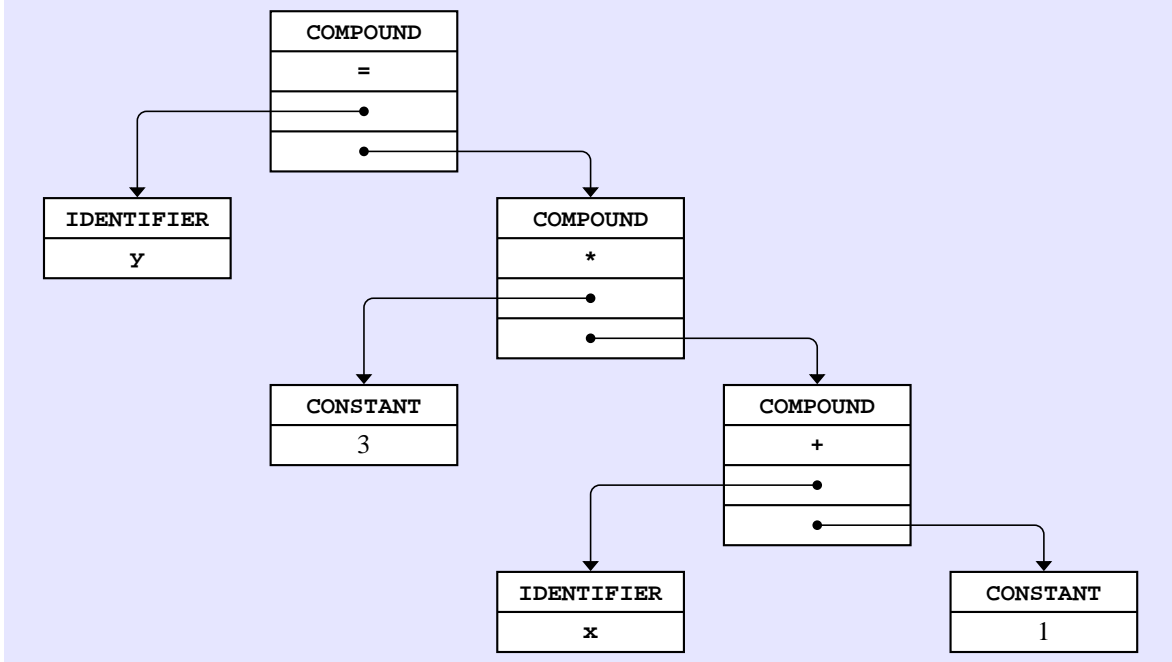 COMPOUND
=
IDENTIFIER
y
COMPOUND
*
CONSTANT
3
COMPOUND
+
IDENTIFIER
x
CONSTANT
1